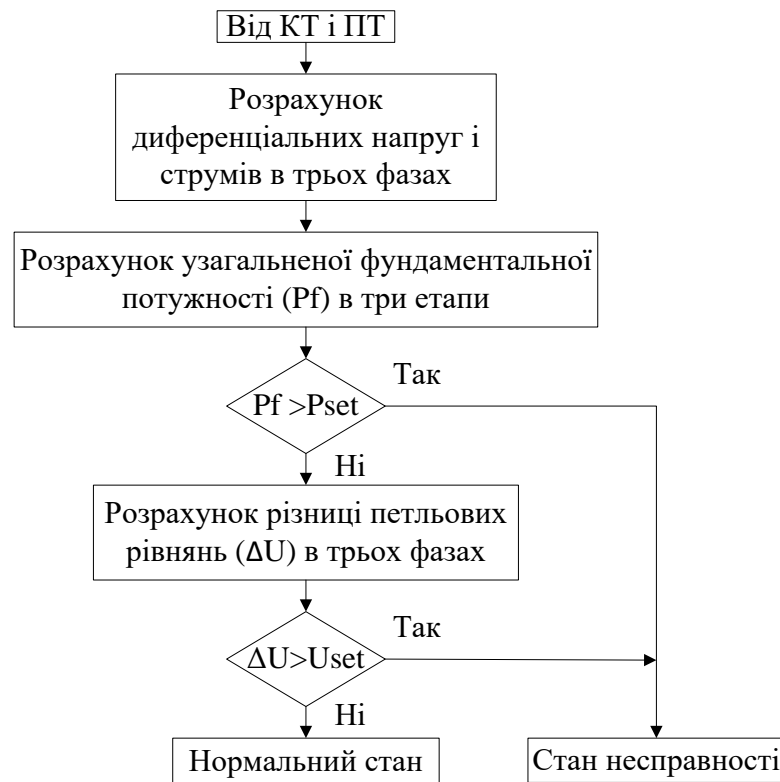 Від КТ і ПТ
Розрахунок
диференціальних напруг і
струмів в трьох фазах
Розрахунок узагальненої фундаментальної
потужності (Pf) в три етапи
Так
Pf >Pset
Ні
Розрахунок різниці петльових
рівнянь (ΔU) в трьох фазах
Так
ΔU>Uset
Ні
Нормальний стан
Стан несправності